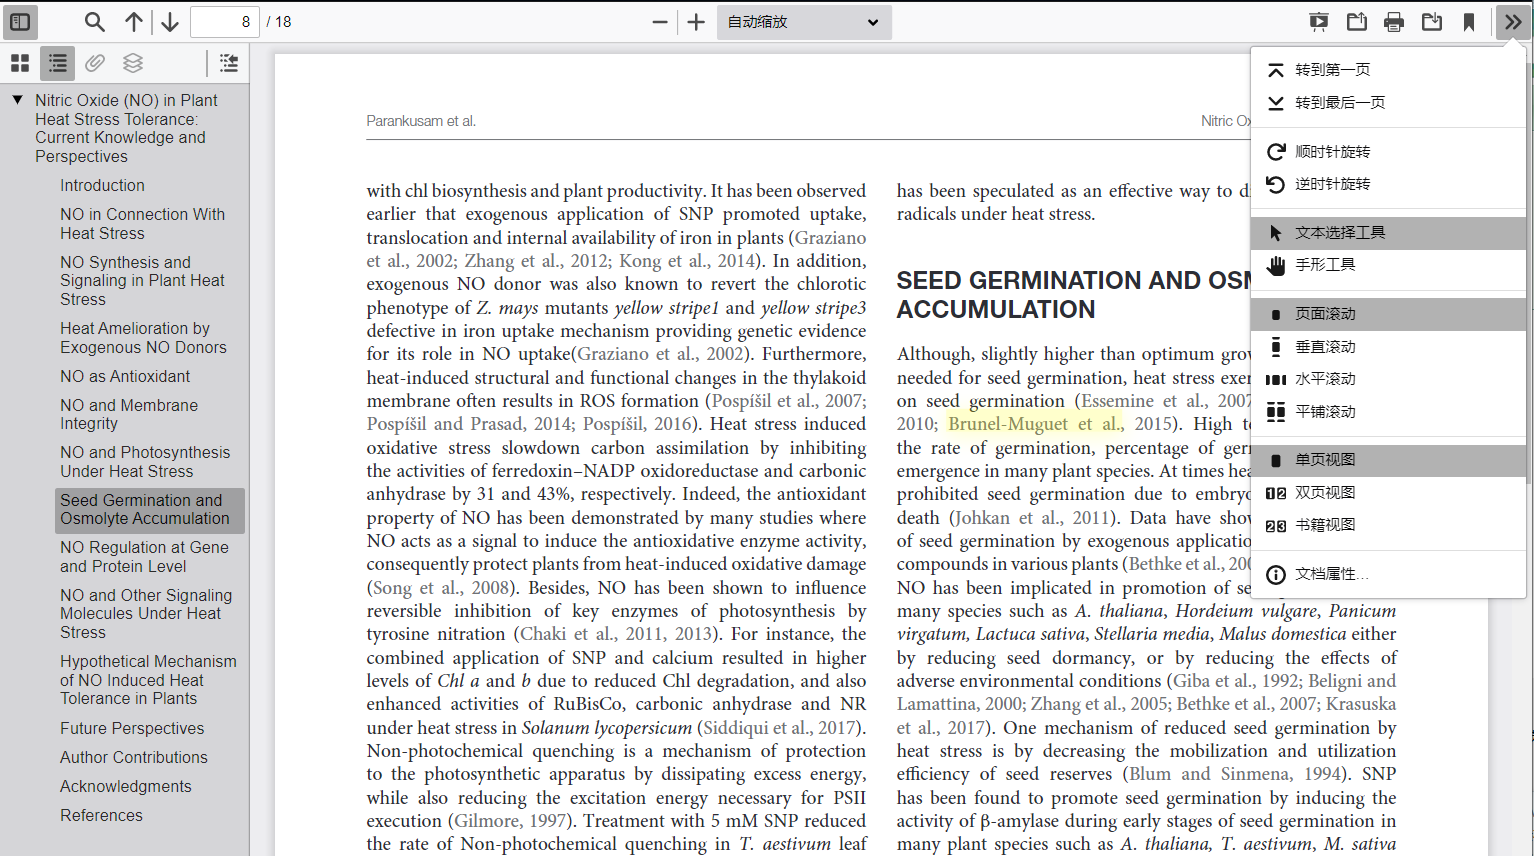 8 / 18
自动缩放
Nitric Oxide (NO) in Plant
Heat Stress Tolerance:
Current Knowledge and
Perspectives
Introduction
NO in Connection With
Heat Stress
NO Synthesis and
Signaling in Plant Heat
Stress
Heat Amelioration by
Exogenous NO Donors
NO as Antioxidant
NO and Membrane
Integrity
NO and Photosynthesis
Under Heat Stress
Seed Germination and
Osmolyte Accumulation
NO Regulation at Gene
and Protein Level
NO and Other Signaling
Molecules Under Heat
Stress
Hypothetical Mechanism
of NO Induced Heat
Tolerance in Plants
Future Perspectives
Author Contributions
Acknowledgments
References
Parankusam et al.
Nitric Ox
with chl biosynthesis and plant productivity. It has been observed
earlier that exogenous application of SNP promoted uptake,
translocation and internal availability of iron in plants (Graziano
et al., 2002; Zhang et al., 2012; Kong et al., 2014). In addition,
exogenous NO donor was also known to revert the chlorotic
phenotype of Z. mays mutants yellow stripe1 and yellow stripe3
defective in iron uptake mechanism providing genetic evidence
for its role in NO uptake(Graziano et al., 2002). Furthermore,
heat-induced structural and functional changes in the thylakoid
membrane often results in ROS formation (Pospíšil et al., 2007;
Pospíšil and Prasad, 2014; Pospíšil, 2016). Heat stress induced
oxidative stress slowdown carbon assimilation by inhibiting
the activities of ferredoxin–NADP oxidoreductase and carbonic
anhydrase by 31 and 43%, respectively. Indeed, the antioxidant
property of NO has been demonstrated by many studies where
NO acts as a signal to induce the antioxidative enzyme activity,
consequently protect plants from heat-induced oxidative damage
(Song et al., 2008). Besides, NO has been shown to influence
reversible inhibition of key enzymes of photosynthesis by
tyrosine nitration (Chaki et al., 2011, 2013). For instance, the
combined application of SNP and calcium resulted in higher
levels of Chl a and b due to reduced Chl degradation, and also
enhanced activities of RuBisCo, carbonic anhydrase and NR
under heat stress in Solanum lycopersicum (Siddiqui et al., 2017).
Non-photochemical quenching is a mechanism of protection
to the photosynthetic apparatus by dissipating excess energy,
while also reducing the excitation energy necessary for PSII
execution (Gilmore, 1997). Treatment with 5 mM SNP reduced
the rate of Non-photochemical quenching in T. aestivum leaf
has been speculated as an effective way to d
radicals under heat stress.
SEED GERMINATION AND OSM
ACCUMULATION
Although, slightly higher than optimum grow
needed for seed germination, heat stress exer
on seed germination (Essemine et al., 2007
2010; Brunel-Muguet et al., 2015). High te
the rate of germination, percentage of ger
emergence in many plant species. At times hea
prohibited seed germination due to embryo
death (Johkan et al., 2011). Data have show
of seed germination by exogenous applicatio
compounds in various plants (Bethke et al., 200
NO has been implicated in promotion of se
many species such as A. thaliana, Hordeium vulgare, Panicum
virgatum, Lactuca sativa, Stellaria media, Malus domestica either
by reducing seed dormancy, or by reducing the effects of
adverse environmental conditions (Giba et al., 1992; Beligni and
Lamattina, 2000; Zhang et al., 2005; Bethke et al., 2007; Krasuska
et al., 2017). One mechanism of reduced seed germination by
heat stress is by decreasing the mobilization and utilization
efficiency of seed reserves (Blum and Sinmena, 1994). SNP
has been found to promote seed germination by inducing the
activity of β-amylase during early stages of seed germination in
many plant species such as A. thaliana, T. aestivum, M. sativa
转到第一页
转到最后一页
顺时针旋转
逆时针旋转
文本选择工具
手形工具
页面滚动
垂直滚动
水平滚动
平铺滚动
单页视图
双页视图
书籍视图
文档属性…